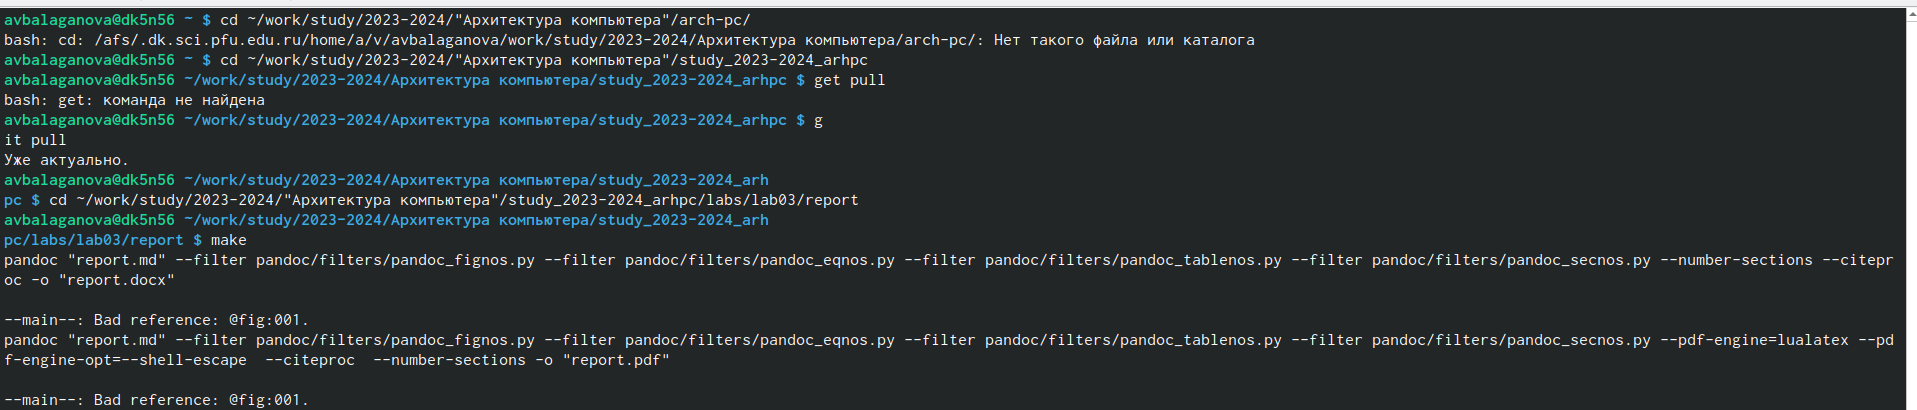 avbalaganova@dk5n56 ~ $ cd ~/work/study/2023-2024/"Архитектура компьютера"/arch-pc/
bash: cd: /afs/.dk.sci.pfu.edu.ru/home/a/v/avbalaganova/work/study/2023-2024/Архитектура компьютера/arch-pc/: Нет такого файла или каталога
avbalaganova@dk5n56 ~ $ cd ~/work/study/2023-2024/"Архитектура компьютера"/study_2023-2024_arhpc
avbalaganova@dk5n56 ~/work/study/2023-2024/Архитектура компьютера/study_2023-2024_arhpc $ get pull
bash: get: команда не найдена
avbalaganova@dk5n56 ~/work/study/2023-2024/Архитектура компьютера/study_2023-2024_arhpc $ g
it pull
Уже актуально.
avbalaganova@dk5n56 ~/work/study/2023-2024/Архитектура компьютера/study_2023-2024_arh
pc $ cd ~/work/study/2023-2024/"Архитектура компьютера"/study_2023-2024_arhpc/labs/lab03/report
avbalaganova@dk5n56 ~/work/study/2023-2024/Архитектура компьютера/study_2023-2024_arh
pc/labs/lab03/report $ make
pandoc "report.md" --filter pandoc/filters/pandoc_fignos.py --filter pandoc/filters/pandoc_eqnos.py --filter pandoc/filters/pandoc_tablenos.py --filter pandoc/filters/pandoc_secnos.py --number-sections --citepr
oc -o "report.docx"
--main--: Bad reference: @fig:001.
pandoc "report.md" --filter pandoc/filters/pandoc_fignos.py --filter pandoc/filters/pandoc_eqnos.py --filter pandoc/filters/pandoc_tablenos.py --filter pandoc/filters/pandoc_secnos.py --pdf-engine=lualatex --pd
f-engine-opt=--shell-escape  --citeproc  --number-sections -o "report.pdf"
--main--: Bad reference: @fig:001.